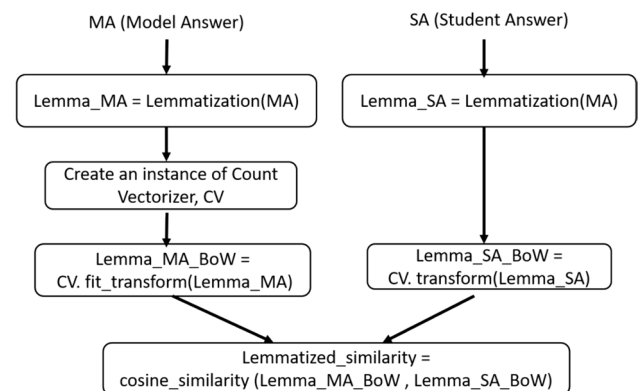 MA (Model Answer)
SA (Student Answer)
Lemma_MA = Lemmatization(MA)
Lemma_SA = Lemmatization(MA)
Create an instance of Count
Vectorizer, CV
Lemma_MA_BoW =
CV. fit_transform(Lemma_MA)
Lemma_SA_BoW =
CV. transform(Lemma_SA)
Lemmatized_similarity =
cosine_similarity (Lemma_MA_BoW , Lemma_SA_BoW)